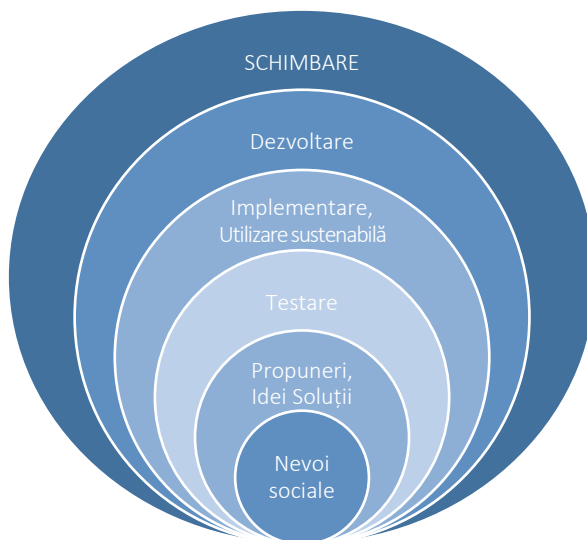 SCHIMBARE
Dezvoltare
Implementare,
Utilizare sustenabilă
Testare
Propuneri,
Idei Soluții
Nevoi
sociale